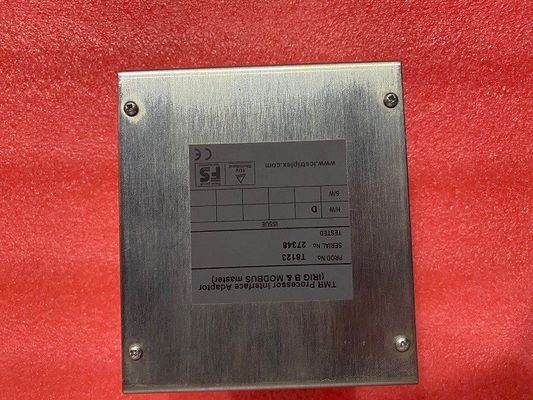 TMR Processor Interface Adaptor
(IRIG B & MODBUS master)
PROD No. T8123
SERIAL No. 27348
TESTED
ISSUE
H/W D
S/W
TÜV
FS
CE
www.icstriplex.com